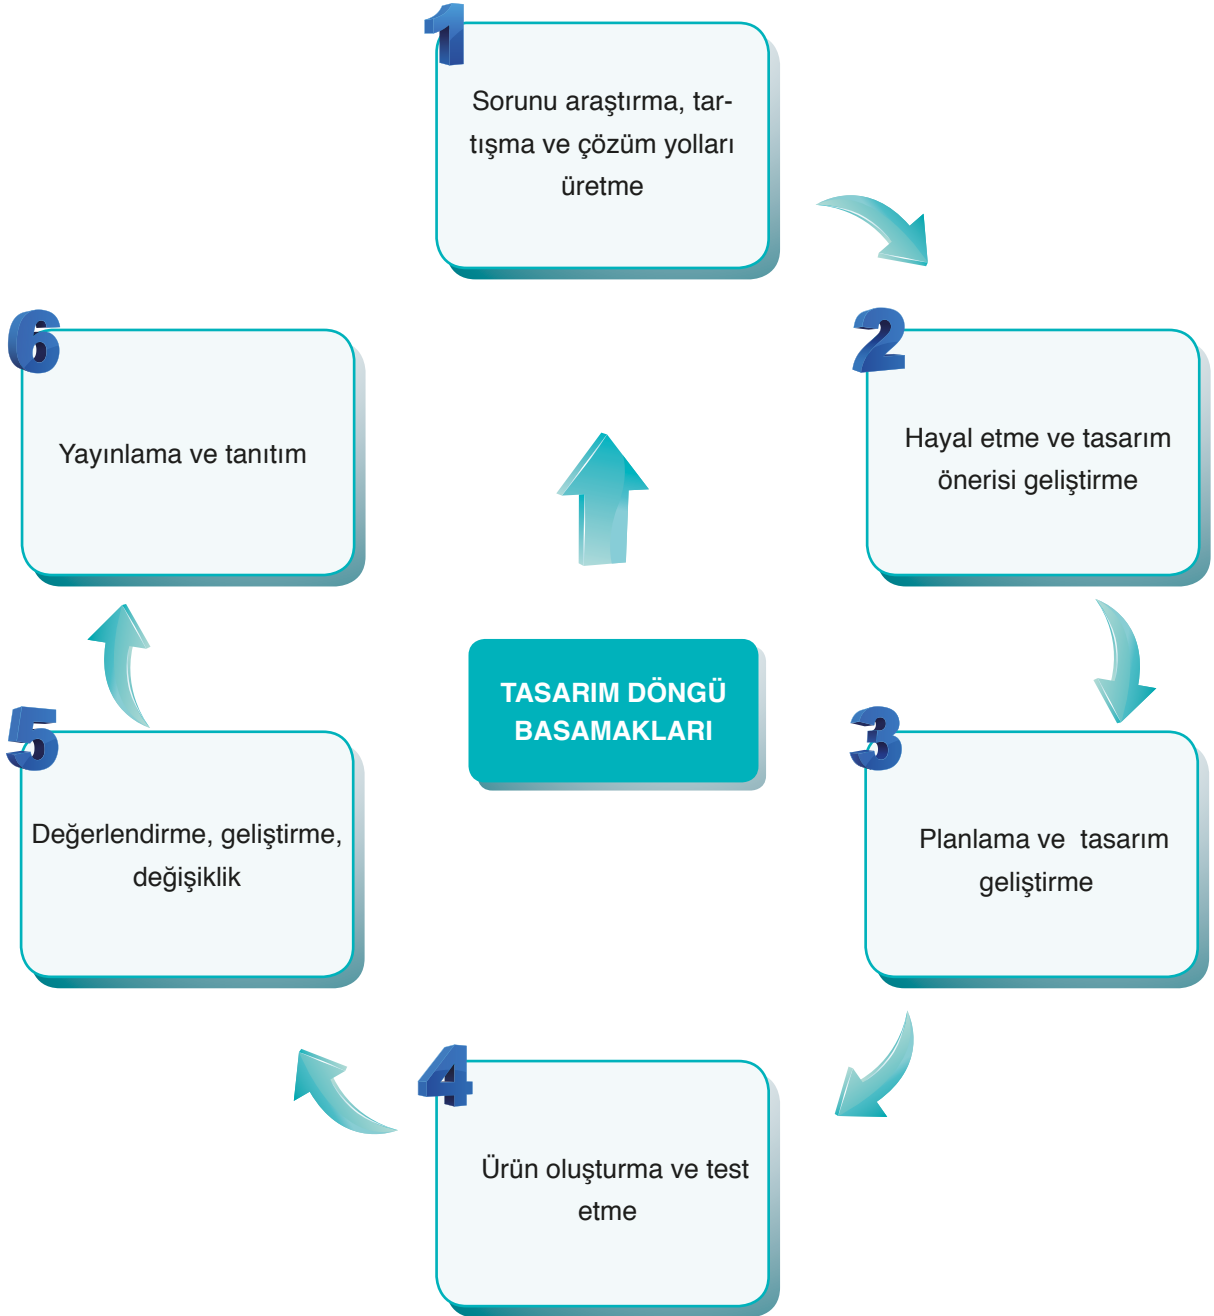 1
Sorunu araştırma, tar-
tışma ve çözüm yolları
üretme
2
Hayal etme ve tasarım
önerisi geliştirme
3
Planlama ve  tasarım
geliştirme
4
Ürün oluşturma ve test
etme
5
Değerlendirme, geliştirme,
değişiklik
6
Yayınlama ve tanıtım
TASARIM DÖNGÜ
BASAMAKLARI